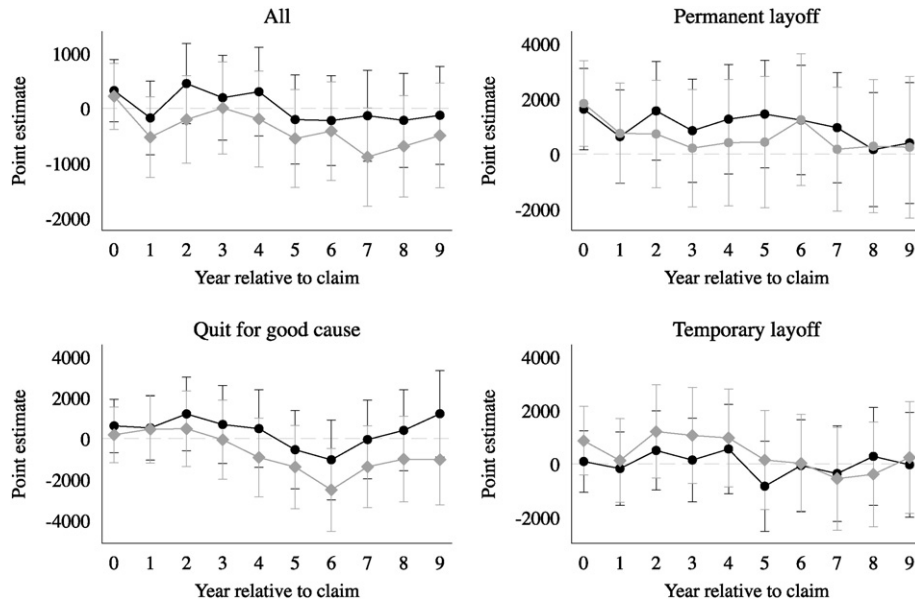 All
Point estimate
1000
0
-1000
-2000
0 1 2 3 4 5 6 7 8 9
Year relative to claim
Permanent layoff
Point estimate
4000
2000
0
-2000
0 1 2 3 4 5 6 7 8 9
Year relative to claim
Quit for good cause
Point estimate
4000
2000
0
-2000
-4000
0 1 2 3 4 5 6 7 8 9
Year relative to claim
Temporary layoff
Point estimate
4000
2000
0
-2000
0 1 2 3 4 5 6 7 8 9
Year relative to claim